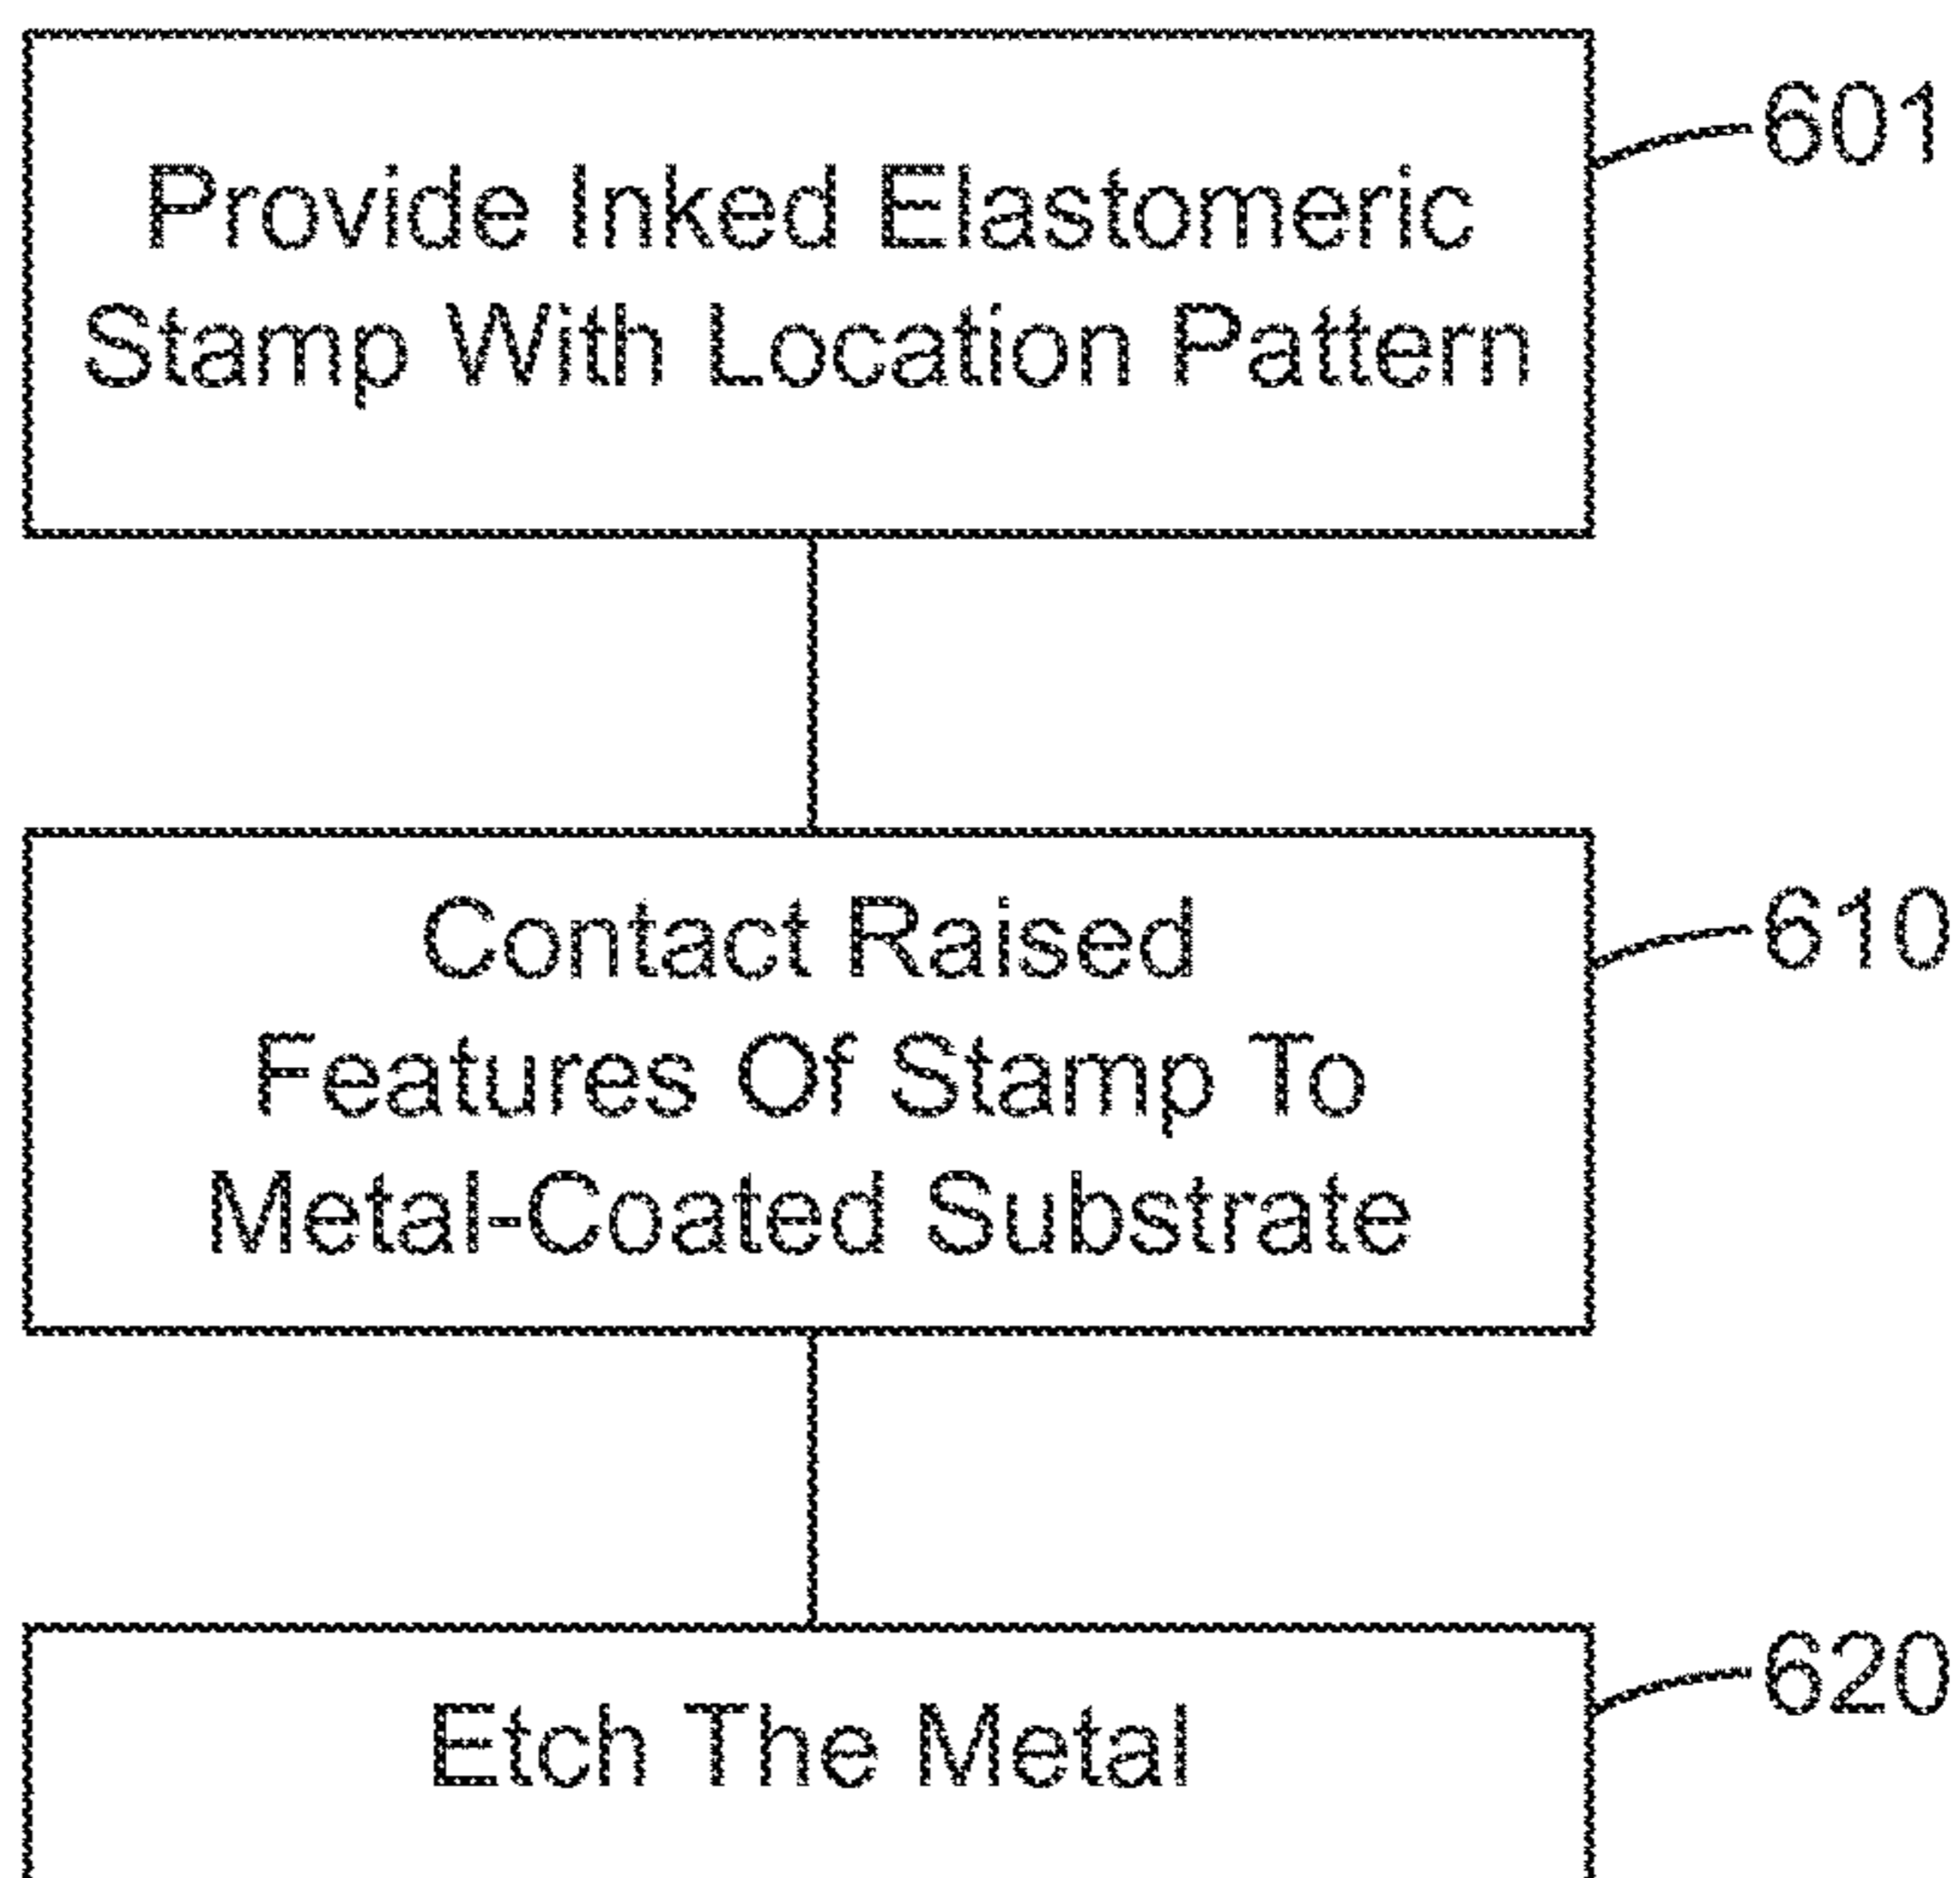 Provide Inked Elastomeric
Stamp With Location Pattern
601
Contact Raised
Features Of Stamp To
Metal-Coated Substrate
610
Etch The Metal
620